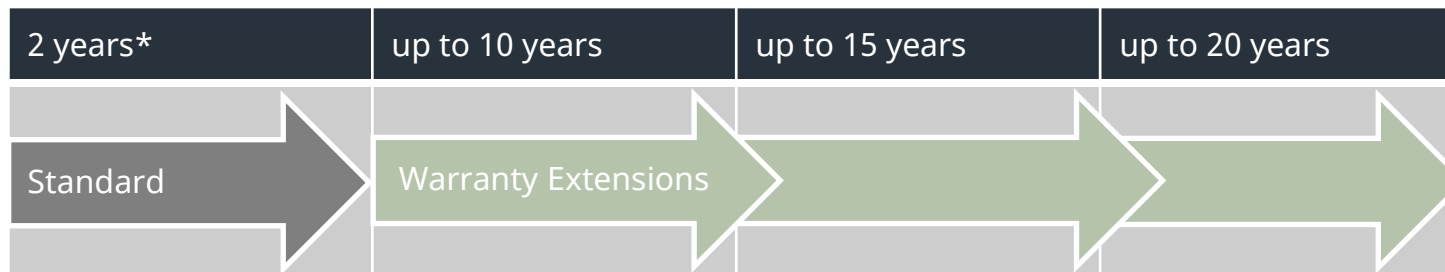 2 years*
up to 10 years
up to 15 years
up to 20 years
Standard
Warranty Extensions